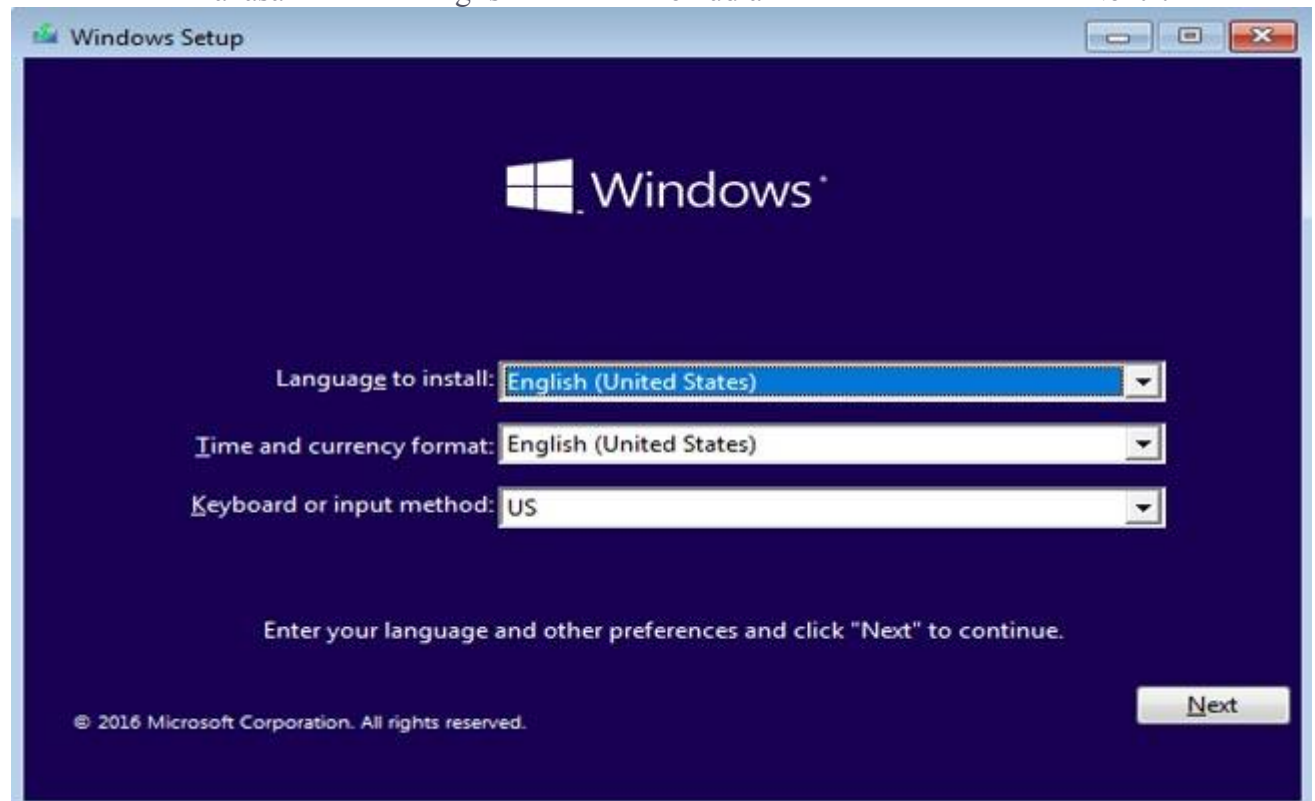 Windows Setup
Windows
Language to install: English (United States)
Time and currency format: English (United States)
Keyboard or input method: US
Enter your language and other preferences and click "Next" to continue.
Next
© 2016 Microsoft Corporation. All rights reserved.